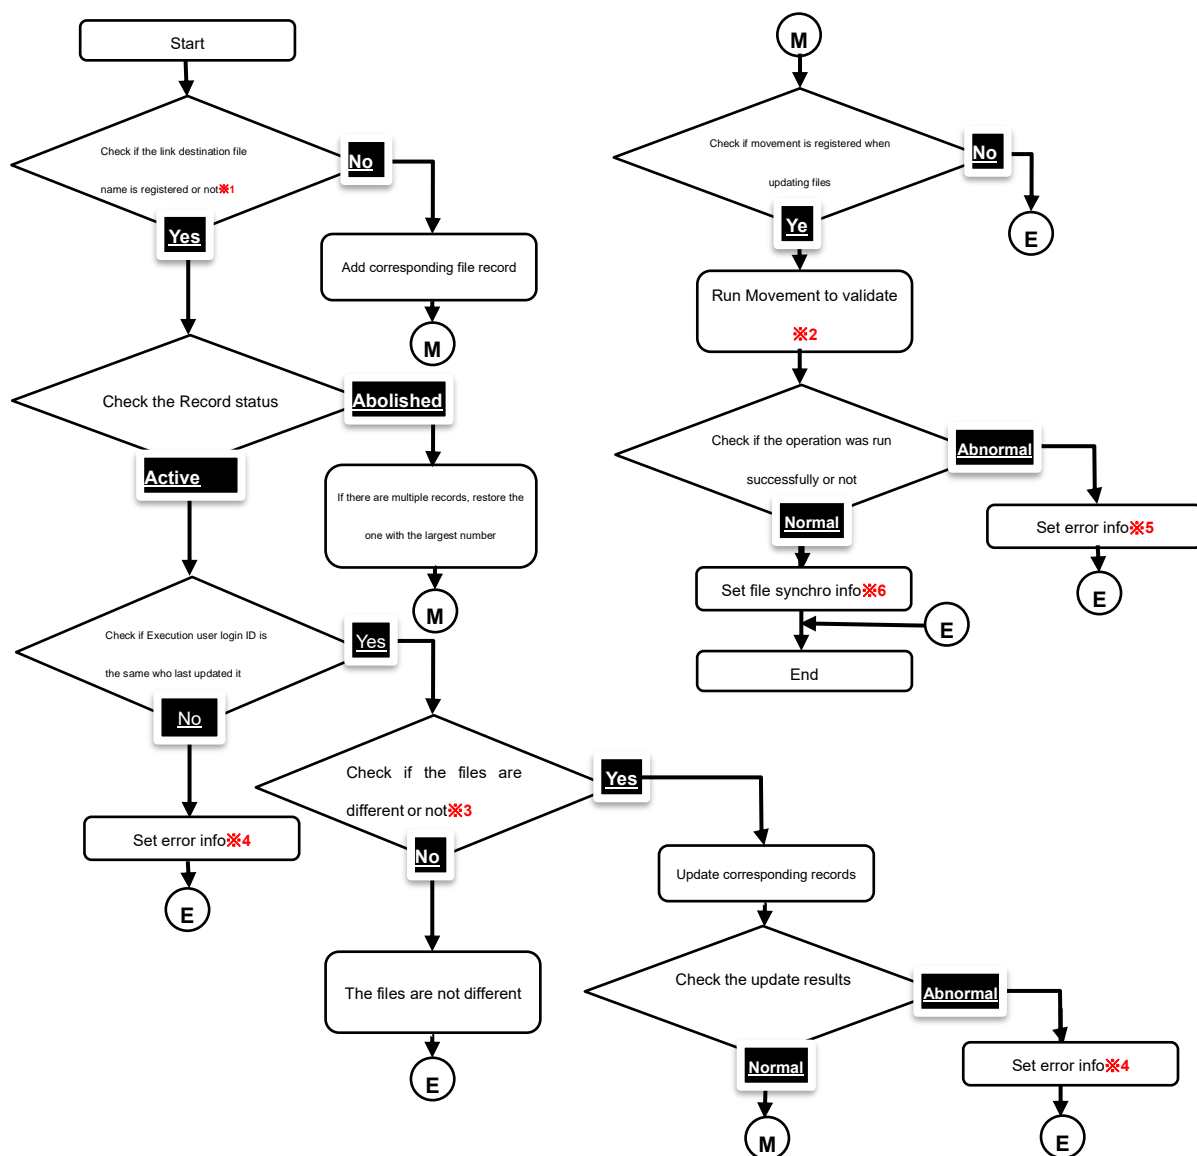 Start
Check if the link destination file
name is registered or not※1
No
Yes
Add corresponding file record
M
Check the Record status
Abolished
Active
If there are multiple records, restore the
one with the largest number
M
Check if Execution user login ID is
the same who last updated it
Yes
No
Set error info※4
E
Check if the files are
different or not※3
Yes
No
The files are not different
E
Update corresponding records
Check the update results
Abnormal
Normal
Set error info※4
M
E
M
Check if movement is registered when
updating files
No
Ye
E
Run Movement to validate
※2
Check if the operation was run
successfully or not
Abnormal
Normal
Set error info※5
E
Set file synchro info※6
E
End